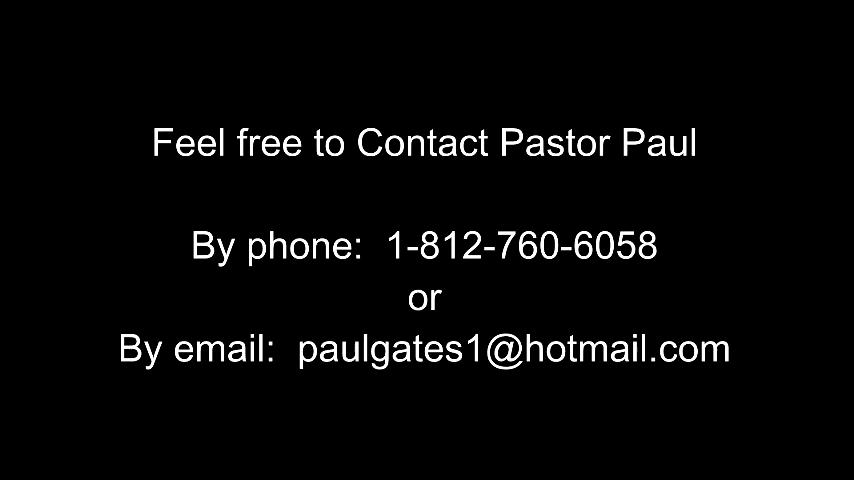 Feel free to Contact Pastor Paul
By phone:  1-812-760-6058
or
By email:  paulgates1@hotmail.com